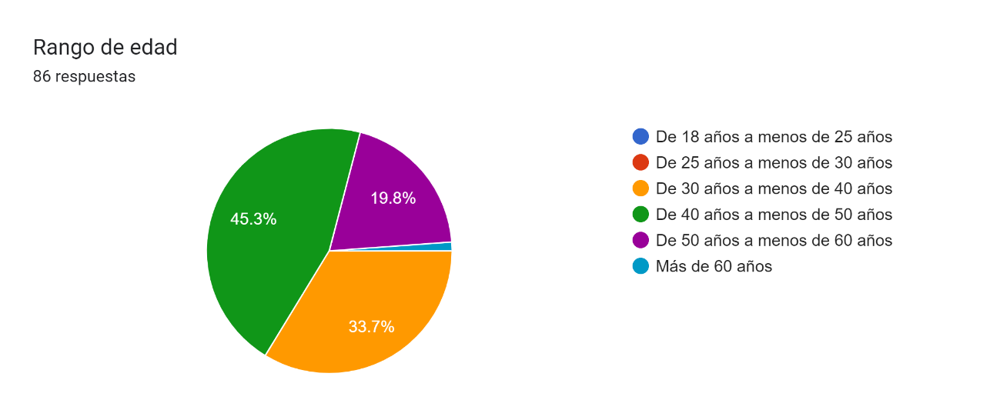 Rango de edad
86 respuestas
45.3%
19.8%
33.7%
De 18 años a menos de 25 años
De 25 años a menos de 30 años
De 30 años a menos de 40 años
De 40 años a menos de 50 años
De 50 años a menos de 60 años
Más de 60 años